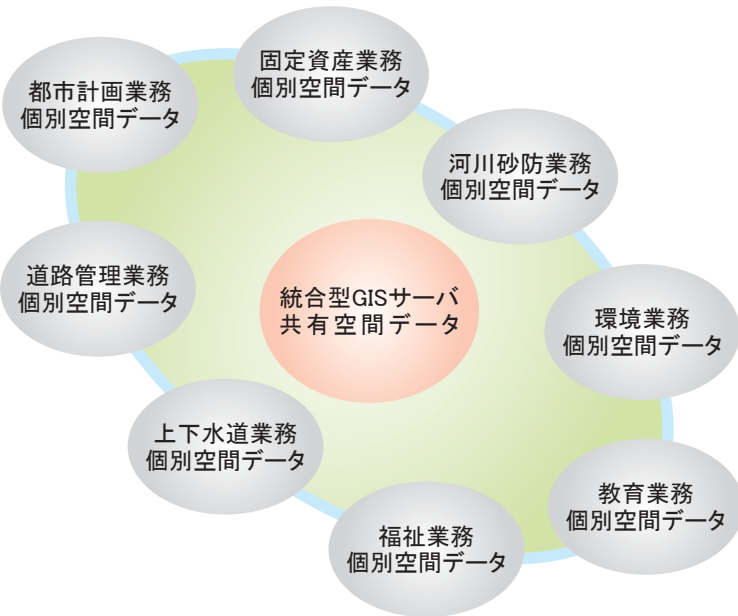 固定資産業務
個別空間データ
都市計画業務
個別空間データ
河川砂防業務
個別空間データ
道路管理業務
個別空間データ
統合型GISサーバ
共有空間データ
環境業務
個別空間データ
上下水道業務
個別空間データ
教育業務
個別空間データ
福祉業務
個別空間データ